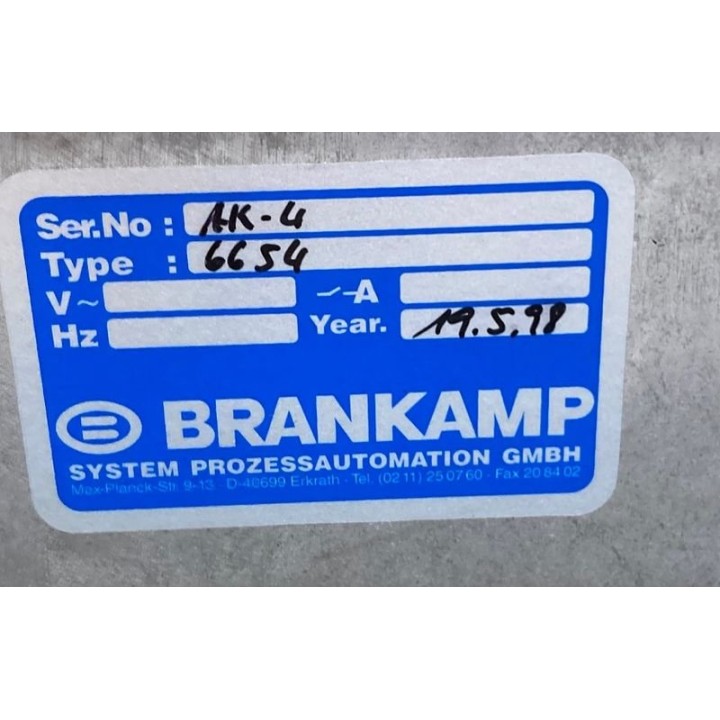 Ser.No : AK-4
Type : 6654
V~ A
Hz Year. 19.5.98
BRANKAMP
SYSTEM PROZESSAUTOMATION GMBH
Max-Planck-Str. 9-13 D-40699 Erkrath - Tel. (02 11) 25 07 60 - Fax 20 84 02